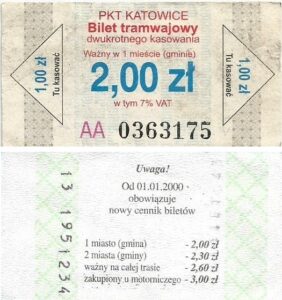 PKT KATOWICE
Bilet tramwajowy
dwukrotnego kasowania
Ważny w 1 mieście (gminie)
1,00 zł
Tu kasować
2,00 zł
Tu kasować
1,00 zł
w tym 7% VAT
AA 0363175
Uwaga!
Od 01.01.2000
obowiązuje
nowy cennik biletów
1 miasto (gmina) - 2,00 zł
2 miasta (gminy) - 2,30 zł
ważny na całej trasie - 2,60 zł
zakupiony u motorniczego - 3,00 zł
13 1951234